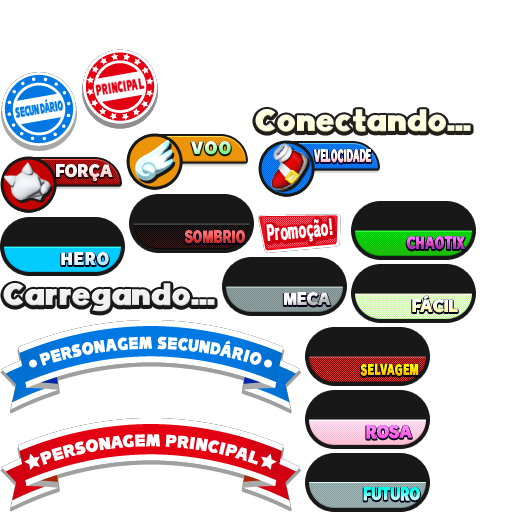 PRINCIPAL
SECUNDÁRIO
Conectando...
VOO
VELOCIDADE
FORÇA
SOMBRIO
Promoção!
CHAOTIX
HERO
Carregando...
MECA
FÁCIL
•PERSONAGEM SECUNDÁRIO•
SELVAGEM
ROSA
★PERSONAGEM PRINCIPAL★
FUTURO